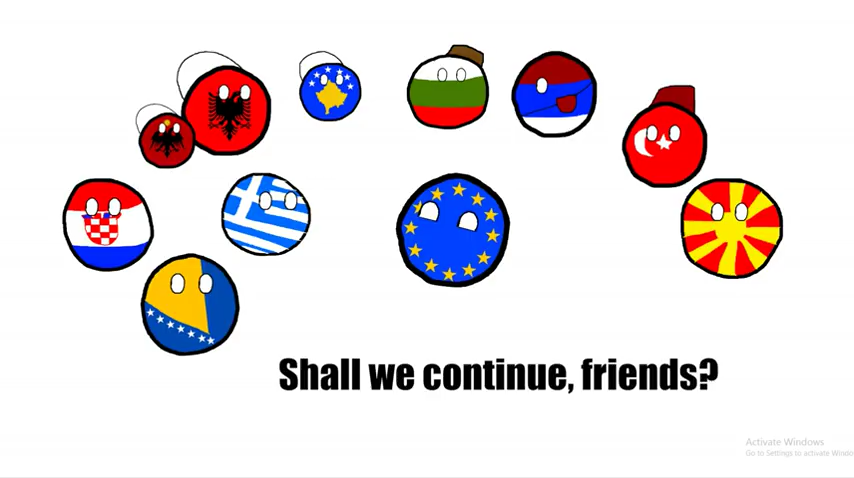 Shall we continue, friends?
Activate Windows
Go to Settings to activate Windo